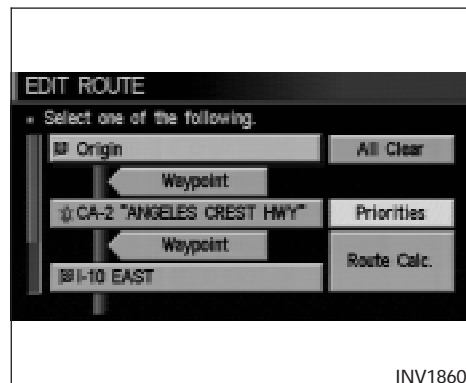 EDIT ROUTE
Select one of the following.
Origin
All Clear
Waypoint
CA-2 "ANGELES CREST HWY"
Priorities
Waypoint
Route Calc.
I-10 EAST
INV1860